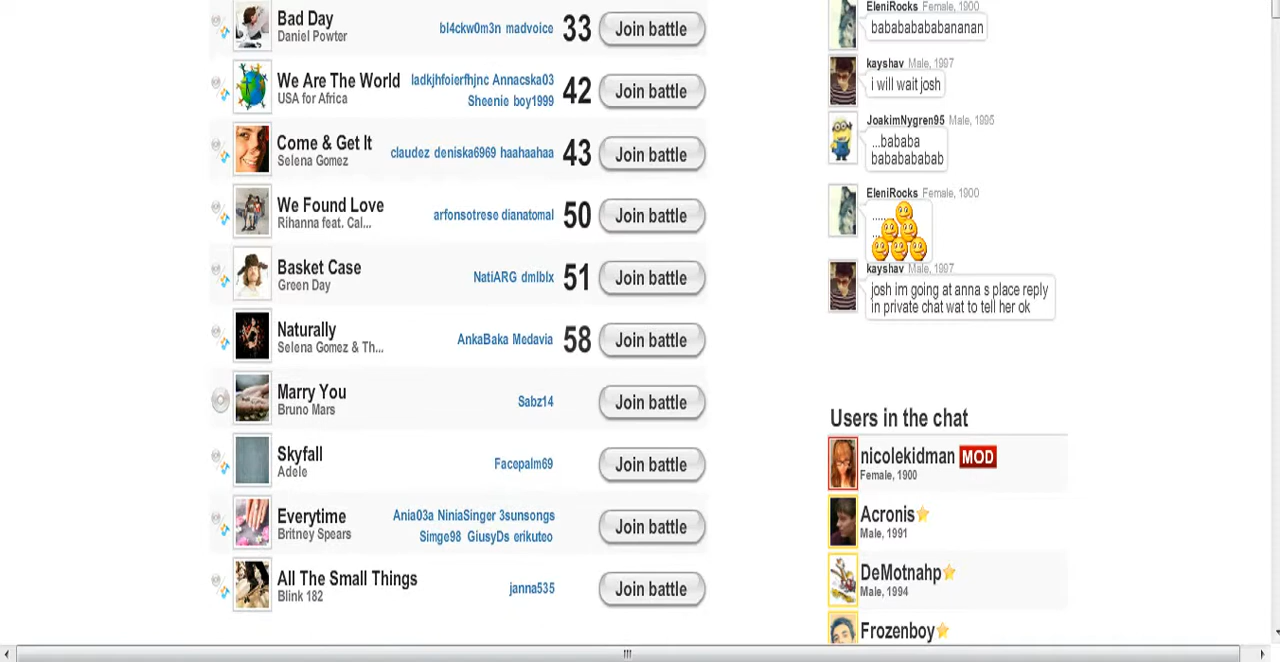 Bad Day
Daniel Powter
bl4ckw0m3n madvoice
33
Join battle
We Are The World
USA for Africa
ladkjhfoierfhjnc Annacska03
Sheenie boy1999
42
Join battle
Come & Get It
Selena Gomez
claudez deniska6969 haahaahaa
43
Join battle
We Found Love
Rihanna feat. Cal...
arfonsotrese dianatomal
50
Join battle
Basket Case
Green Day
NatiARG dmlblx
51
Join battle
Naturally
Selena Gomez & Th...
AnkaBaka Medavia
58
Join battle
Marry You
Bruno Mars
Sabz14
Join battle
Skyfall
Adele
Facepalm69
Join battle
Everytime
Britney Spears
Ania03a NiniaSinger 3sunsongs
Simge98 GiusyDs erikuteo
Join battle
All The Small Things
Blink 182
janna535
Join battle
EleniRocks Female, 1900
babababababananan
kayshav Male, 1997
i will wait josh
JoakimNygren95 Male, 1995
...bababa
babababab
EleniRocks Female, 1900
.....
kayshav Male, 1997
josh im going at anna s place reply
in private chat wat to tell her ok
Users in the chat
nicolekidman MOD
Female, 1900
Acronis
Male, 1991
DeMotnahp
Male, 1994
Frozenboy